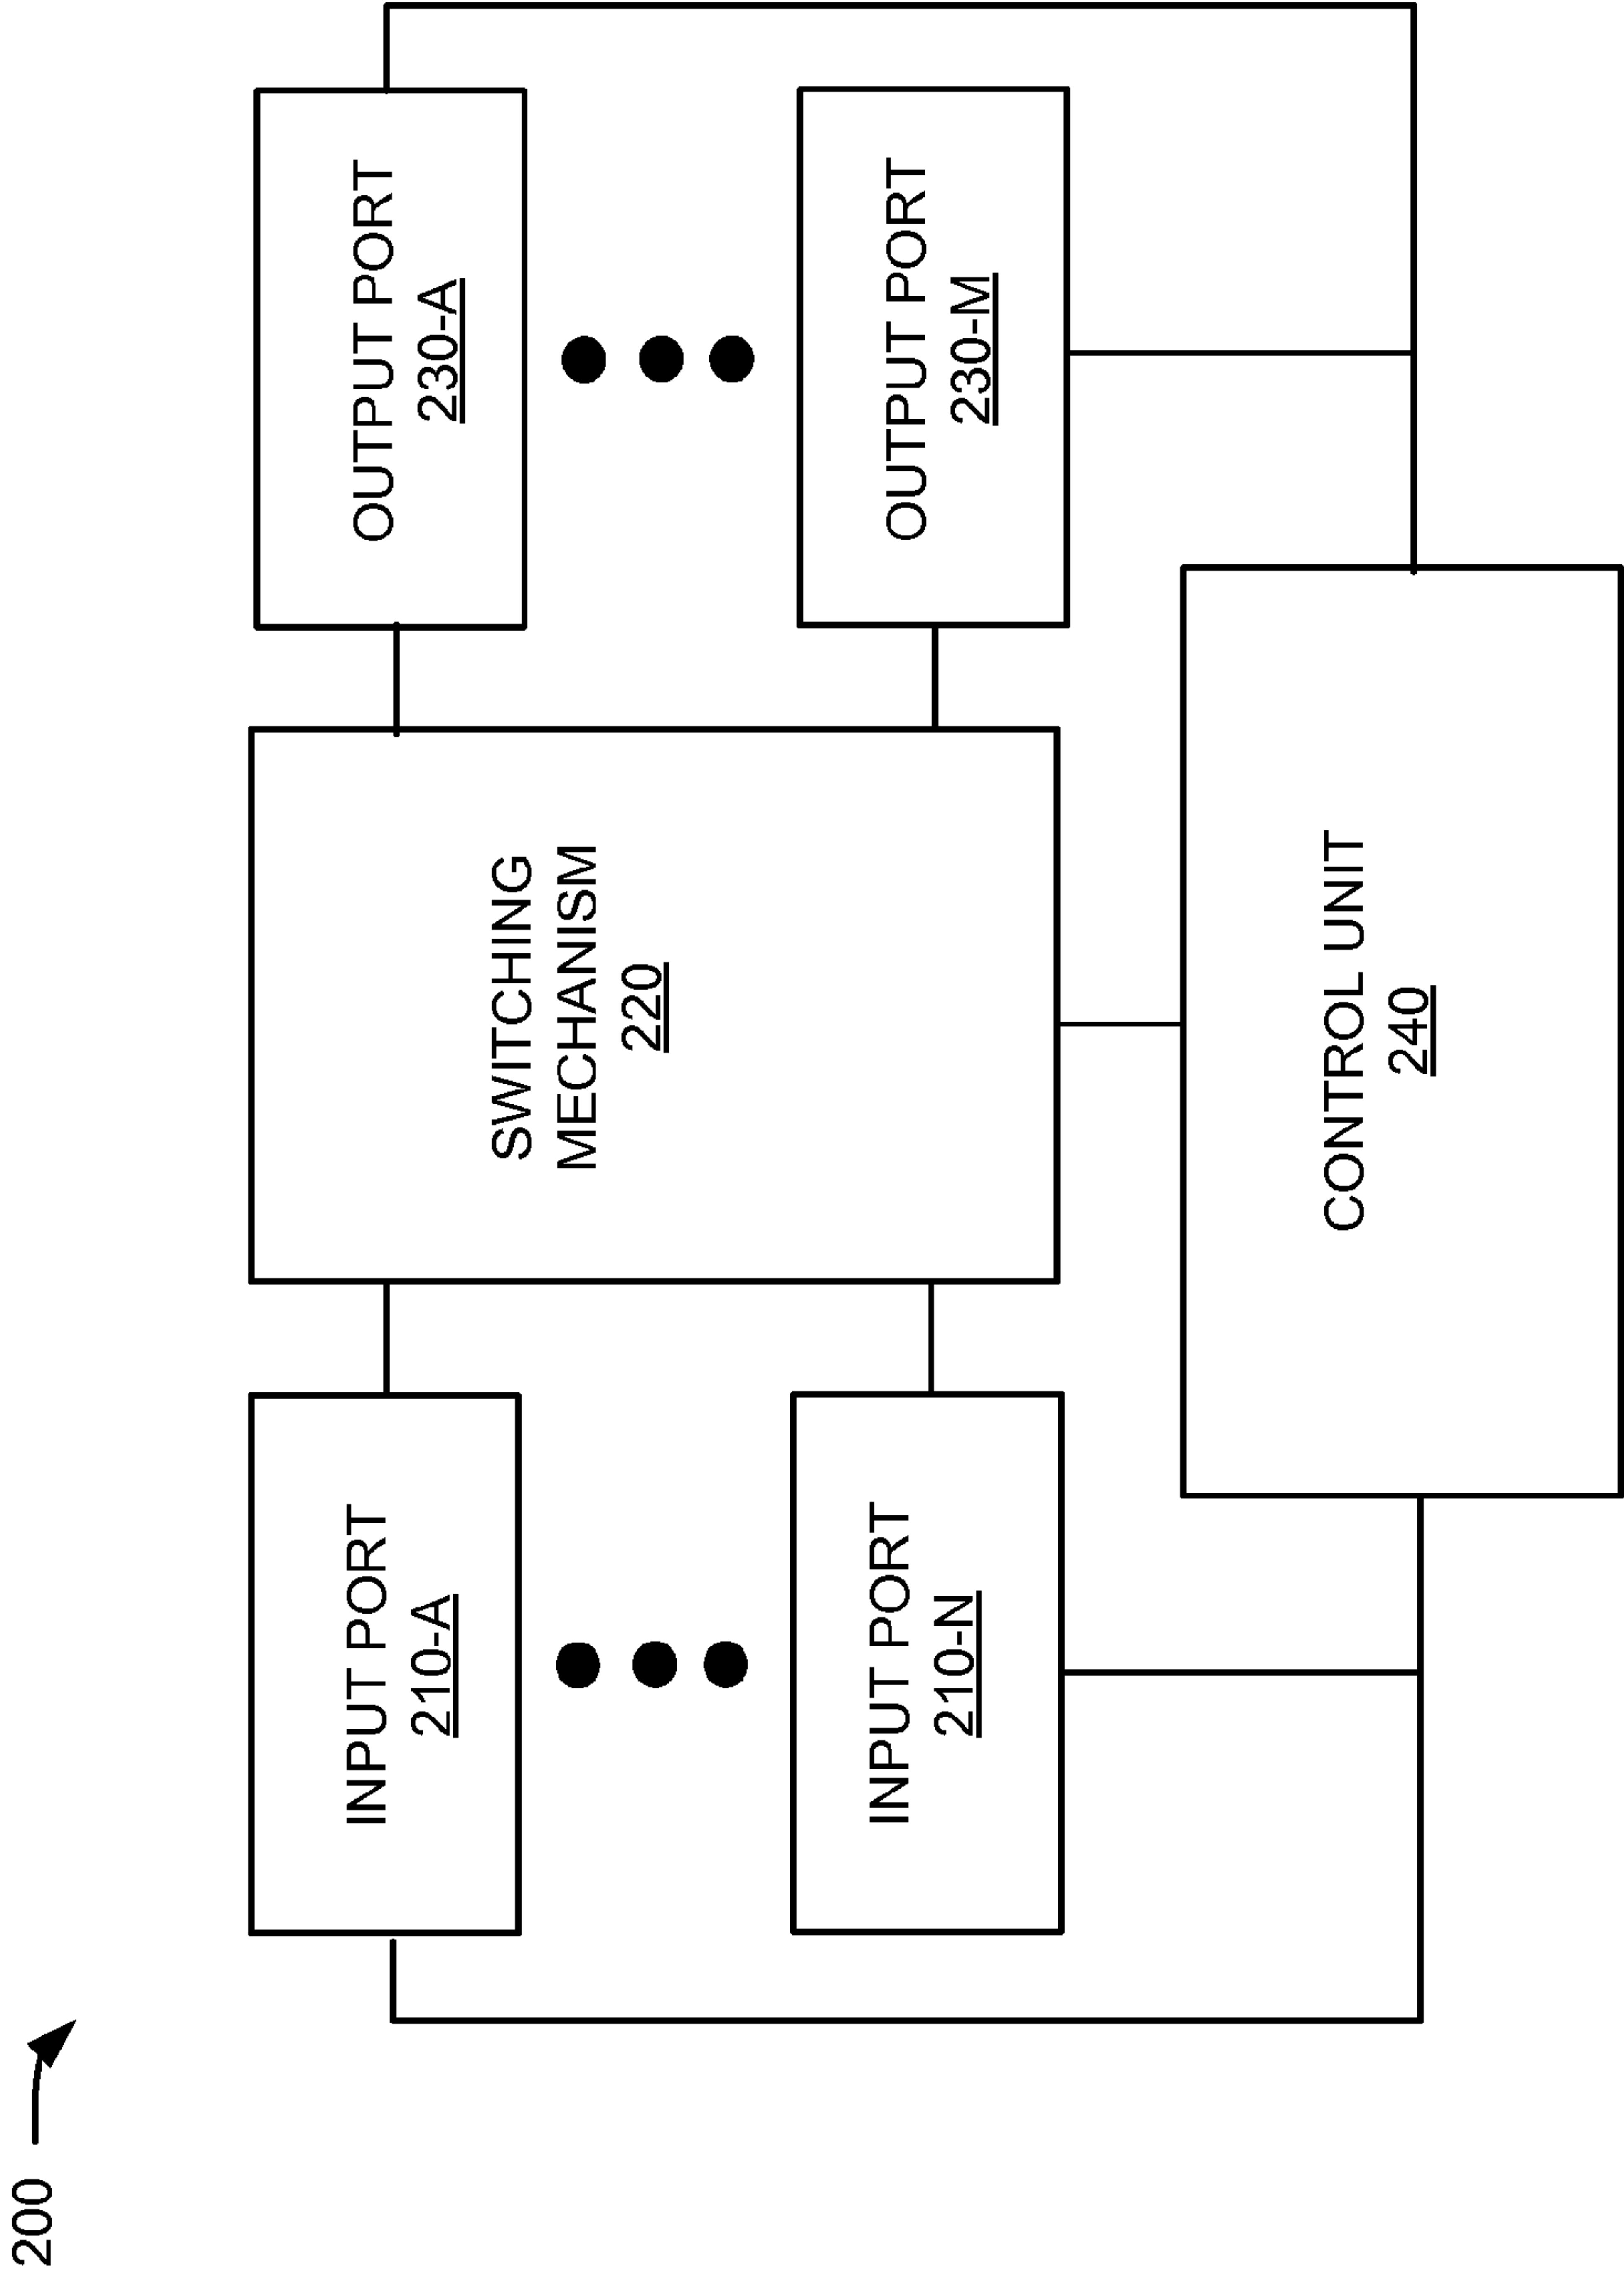 200
INPUT PORT
210-A
SWITCHING
MECHANISM
220
OUTPUT PORT
230-A
INPUT PORT
210-N
OUTPUT PORT
230-M
CONTROL UNIT
240